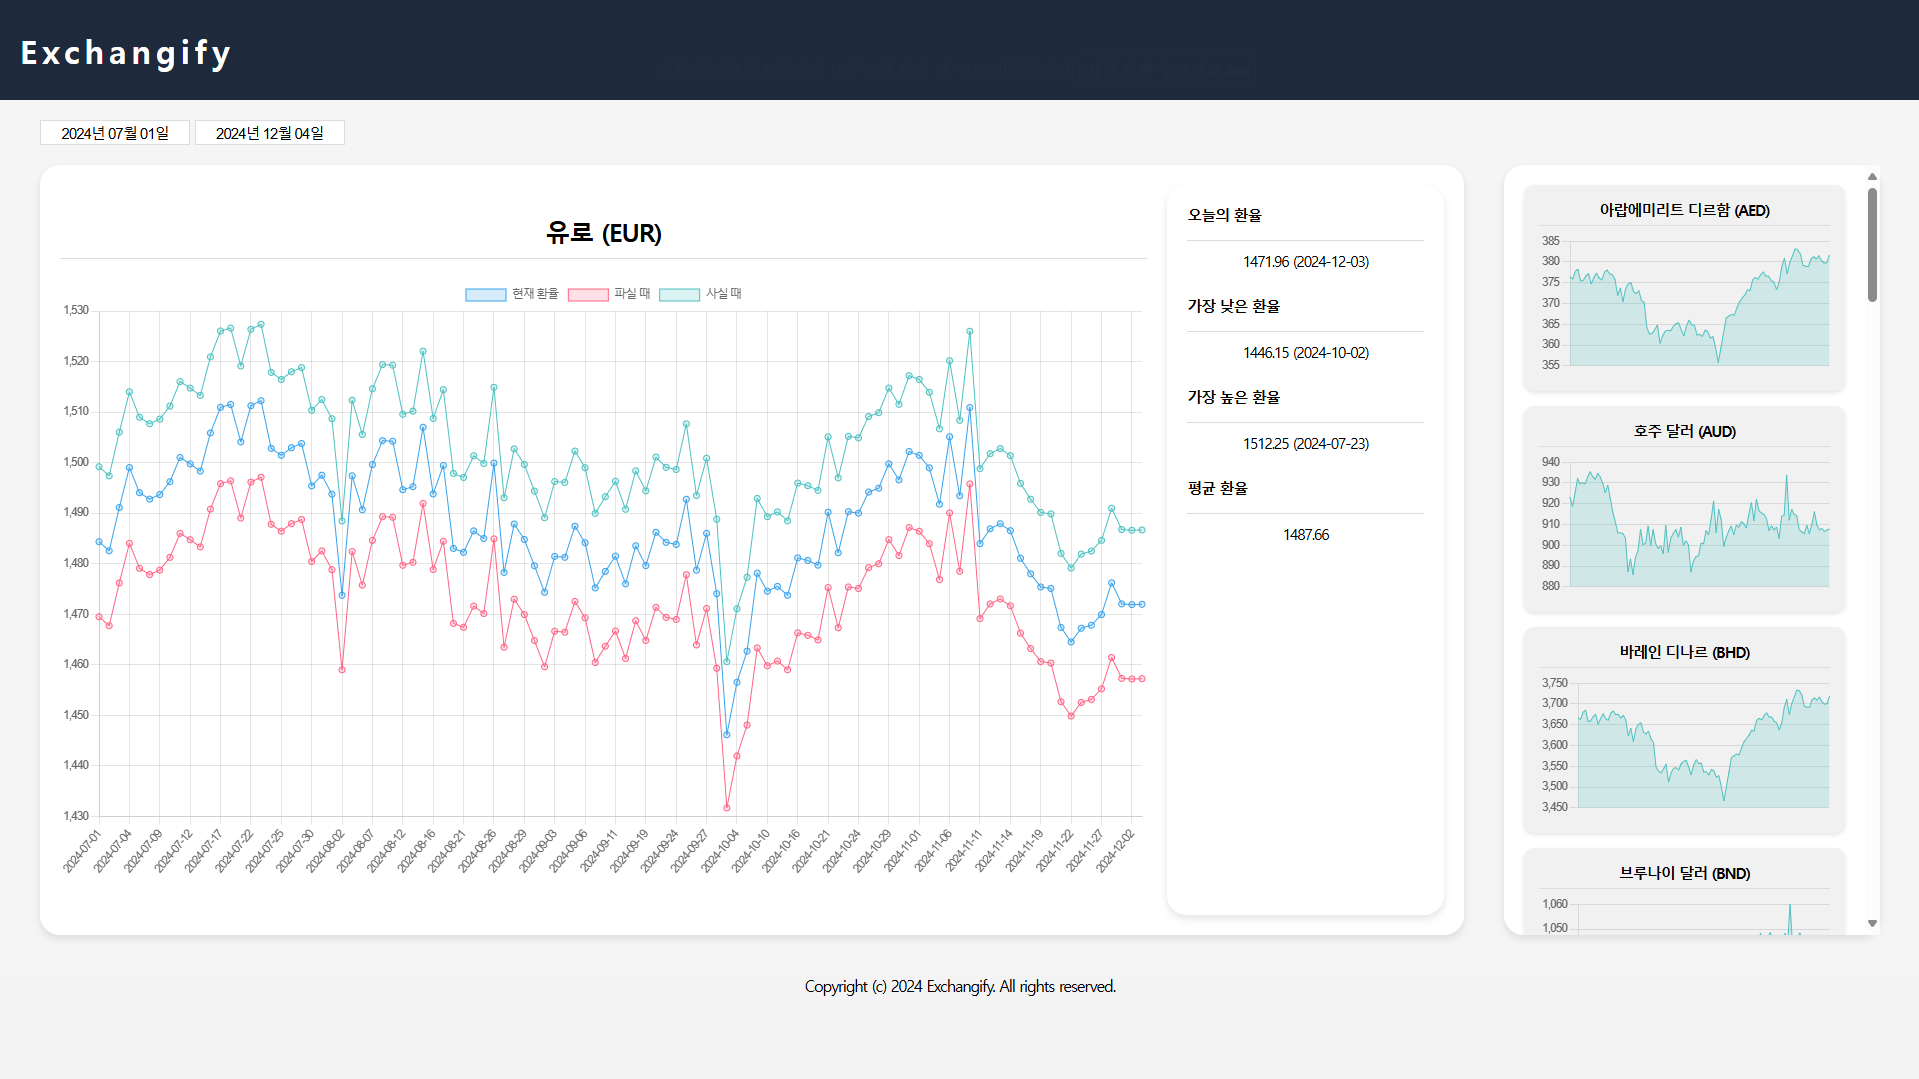 Exchangify
2024년 07월 01일 2024년 12월 04일
유로 (EUR)
현재 환율 파실 때 사실 때
1,530
1,520
1,510
1,500
1,490
1,480
1,470
1,460
1,450
1,440
1,430
2024-07-01 2024-07-04 2024-07-09 2024-07-12 2024-07-17 2024-07-22 2024-07-25 2024-07-30 2024-08-02 2024-08-07 2024-08-12 2024-08-16 2024-08-21 2024-08-26 2024-08-29 2024-09-03 2024-09-06 2024-09-11 2024-09-19 2024-09-24 2024-09-27 2024-10-04 2024-10-10 2024-10-16 2024-10-21 2024-10-24 2024-10-29 2024-11-01 2024-11-06 2024-11-11 2024-11-14 2024-11-19 2024-11-22 2024-11-27 2024-12-02
오늘의 환율
1471.96 (2024-12-03)
가장 낮은 환율
1446.15 (2024-10-02)
가장 높은 환율
1512.25 (2024-07-23)
평균 환율
1487.66
아랍에미리트 디르함 (AED)
385
380
375
370
365
360
355
호주 달러 (AUD)
940
930
920
910
900
890
880
바레인 디나르 (BHD)
3,750
3,700
3,650
3,600
3,550
3,500
3,450
브루나이 달러 (BND)
1,060
1,050
Copyright (c) 2024 Exchangify. All rights reserved.